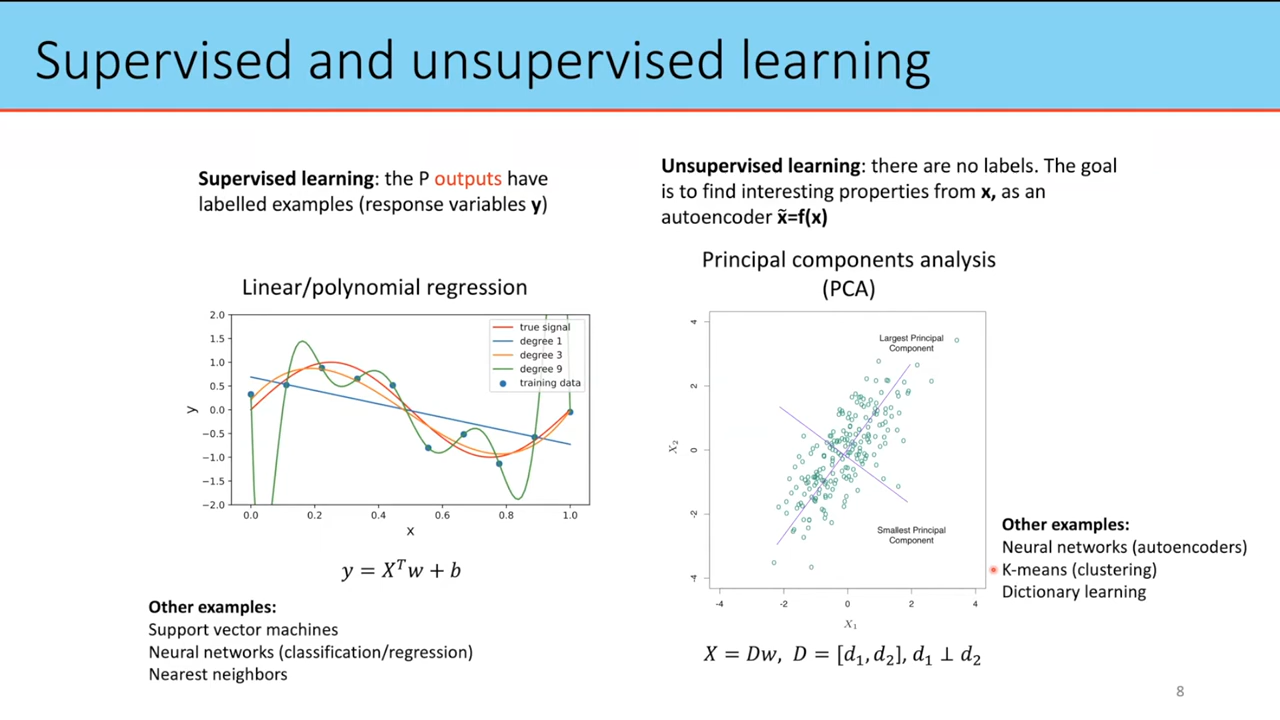 Supervised and unsupervised learning
Supervised learning: the P outputs have
labelled examples (response variables y)
Linear/polynomial regression
2.0
1.5
1.0
0.5
0.0
−0.5
−1.0
−1.5
−2.0
y
true signal
degree 1
degree 3
degree 9
training data
0.0 0.2 0.4 0.6 0.8 1.0
x
y = Xᵀw + b
Other examples:
Support vector machines
Neural networks (classification/regression)
Nearest neighbors
Unsupervised learning: there are no labels. The goal
is to find interesting properties from x, as an
autoencoder x̃=f(x)
Principal components analysis
(PCA)
4
2
0
-2
-4
X₂
Largest Principal
Component
Smallest Principal
Component
-4 -2 0 2 4
X₁
X = Dw, D = [d₁, d₂], d₁ ⊥ d₂
Other examples:
Neural networks (autoencoders)
K-means (clustering)
Dictionary learning
8